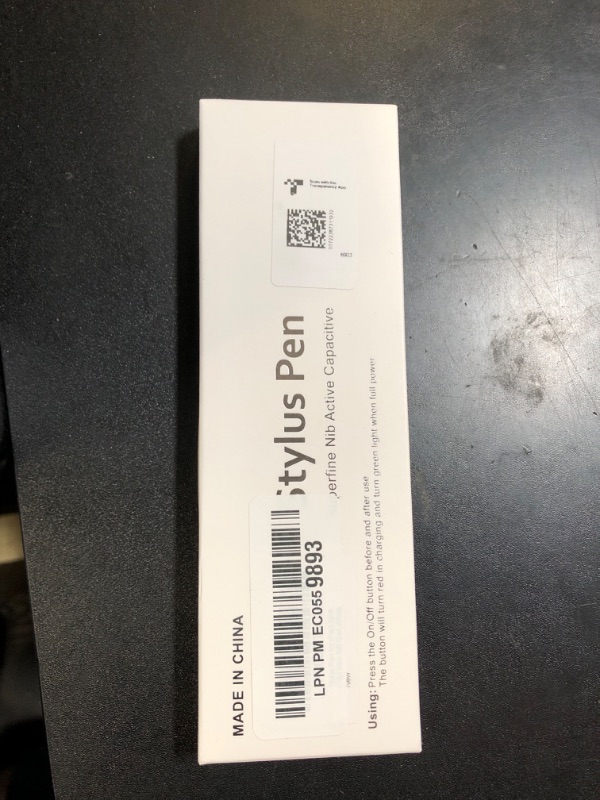 Scan with the
Transparency App
Stylus Pen
perfine Nib Active Capacitive
LPN PM EC055 9893
MADE IN CHINA
Using: Press the On/Off button before and after use
The button will turn red in charging and turn green light when full power